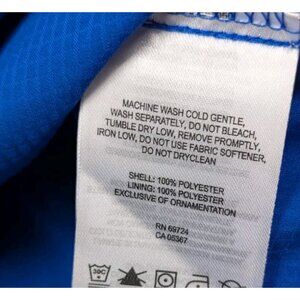 MACHINE WASH COLD GENTLE,
WASH SEPARATELY, DO NOT BLEACH,
TUMBLE DRY LOW, REMOVE PROMPTLY,
IRON LOW, DO NOT USE FABRIC SOFTENER,
DO NOT DRYCLEAN
SHELL: 100% POLYESTER
LINING: 100% POLYESTER
EXCLUSIVE OF ORNAMENTATION
RN 69724
CA 05367
30C